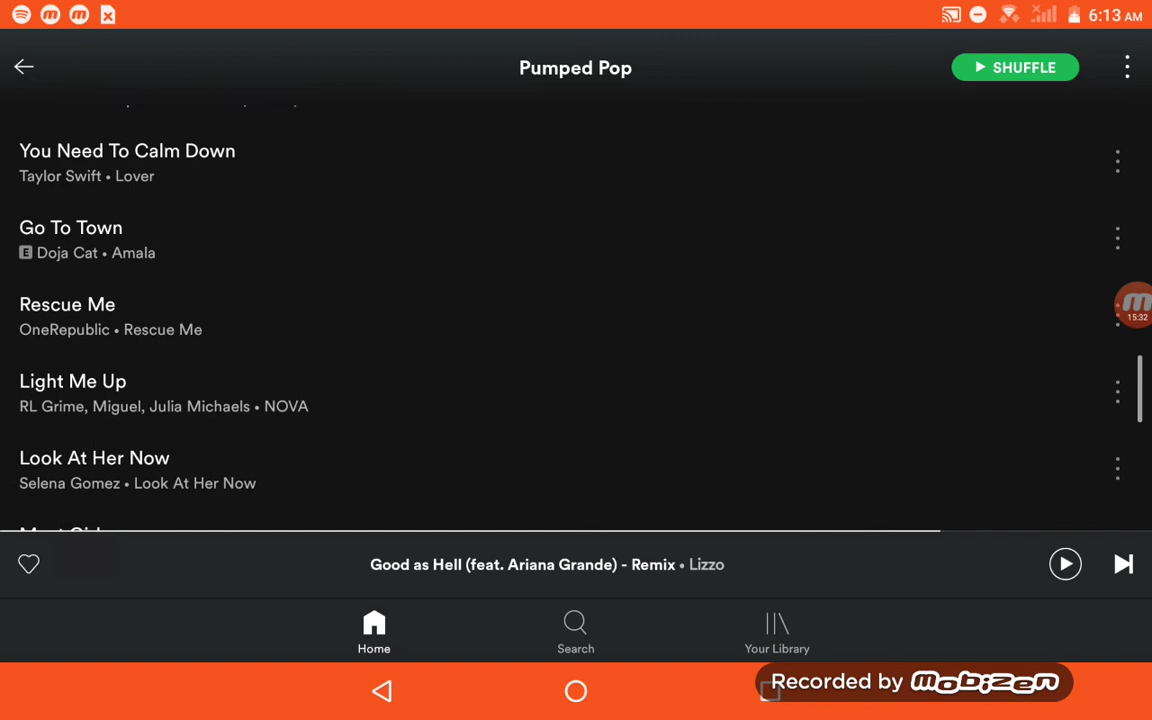 6:13 AM
Pumped Pop
SHUFFLE
You Need To Calm Down
Taylor Swift • Lover
Go To Town
E Doja Cat • Amala
Rescue Me
OneRepublic • Rescue Me
15:32
Light Me Up
RL Grime, Miguel, Julia Michaels • NOVA
Look At Her Now
Selena Gomez • Look At Her Now
Good as Hell (feat. Ariana Grande) - Remix • Lizzo
Home
Search
Your Library
Recorded by mobizen